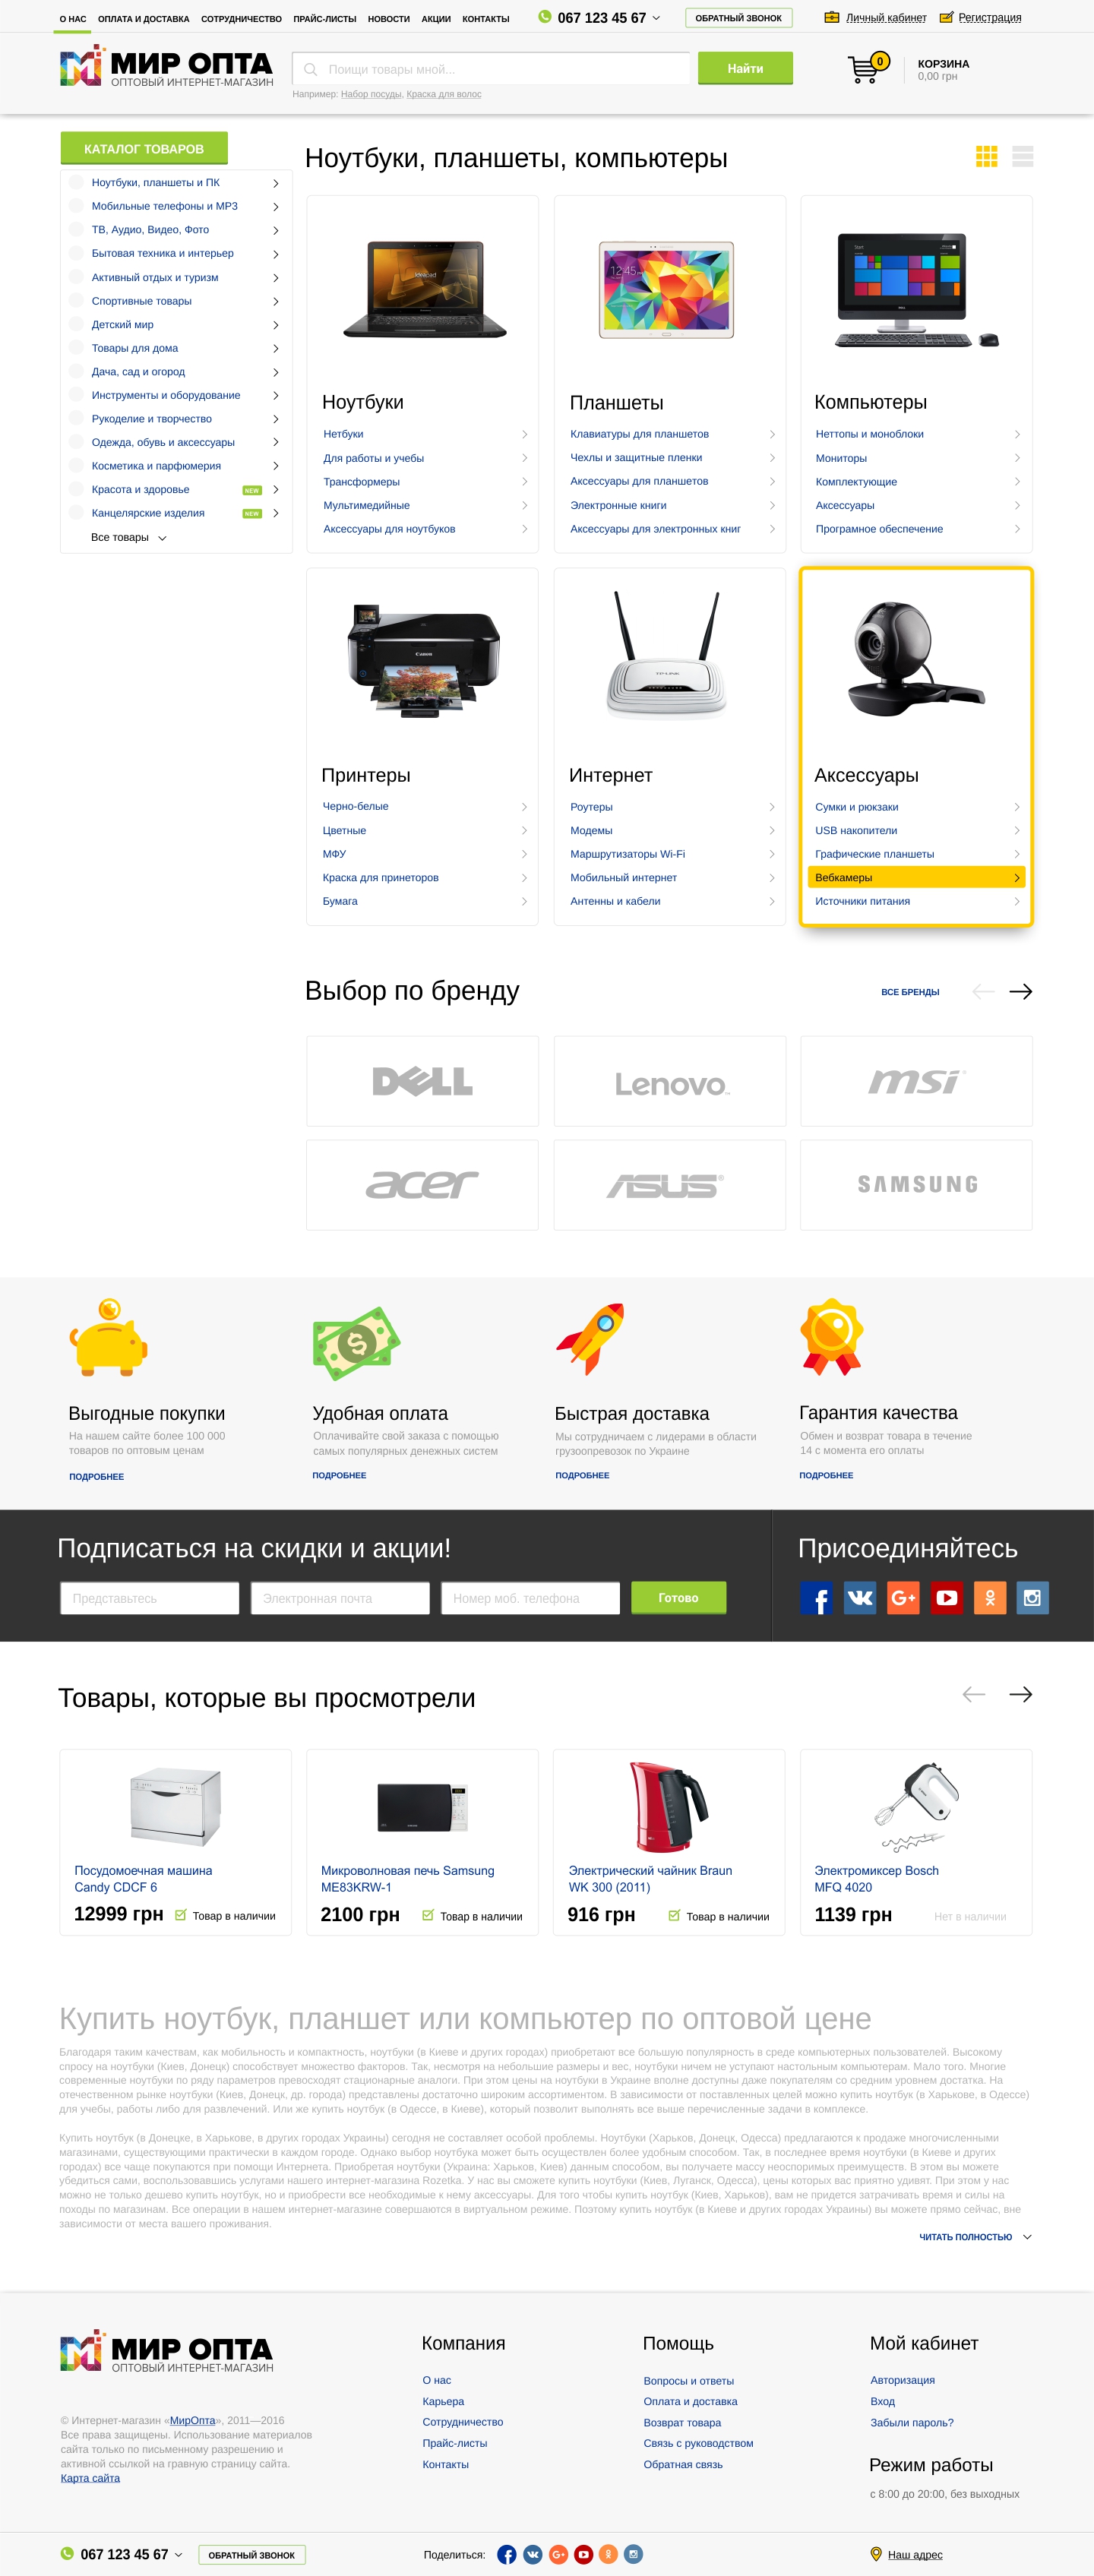 О НАС ОПЛАТА И ДОСТАВКА СОТРУДНИЧЕСТВО ПРАЙС-ЛИСТЫ НОВОСТИ АКЦИИ КОНТАКТЫ 067 123 45 67 ОБРАТНЫЙ ЗВОНОК Личный кабинет Регистрация
МИР ОПТА
ОПТОВЫЙ ИНТЕРНЕТ-МАГАЗИН
Поищи товары мной...
Найти
Например: Набор посуды, Краска для волос
0
КОРЗИНА
0,00 грн
КАТАЛОГ ТОВАРОВ
Ноутбуки, планшеты и ПК
Мобильные телефоны и MP3
ТВ, Аудио, Видео, Фото
Бытовая техника и интерьер
Активный отдых и туризм
Спортивные товары
Детский мир
Товары для дома
Дача, сад и огород
Инструменты и оборудование
Рукоделие и творчество
Одежда, обувь и аксессуары
Косметика и парфюмерия
Красота и здоровье NEW
Канцелярские изделия NEW
Все товары
Ноутбуки, планшеты, компьютеры
ideapad
12:45
Start
Ноутбуки
Нетбуки
Для работы и учебы
Трансформеры
Мультимедийные
Аксессуары для ноутбуков
Планшеты
Клавиатуры для планшетов
Чехлы и защитные пленки
Аксессуары для планшетов
Электронные книги
Аксессуары для электронных книг
Компьютеры
Неттопы и моноблоки
Мониторы
Комплектующие
Аксессуары
Програмное обеспечение
Canon
TP-LINK
Принтеры
Черно-белые
Цветные
МФУ
Краска для принеторов
Бумага
Интернет
Роутеры
Модемы
Маршрутизаторы Wi-Fi
Мобильный интернет
Антенны и кабели
Аксессуары
Сумки и рюкзаки
USB накопители
Графические планшеты
Вебкамеры
Источники питания
Выбор по бренду
ВСЕ БРЕНДЫ
DELL
Lenovo™
msi®
acer
ASUS®
SAMSUNG
Выгодные покупки
На нашем сайте более 100 000
товаров по оптовым ценам
ПОДРОБНЕЕ
Удобная оплата
Оплачивайте свой заказа с помощью
самых популярных денежных систем
ПОДРОБНЕЕ
Быстрая доставка
Мы сотрудничаем с лидерами в области
грузоопревозок по Украине
ПОДРОБНЕЕ
Гарантия качества
Обмен и возврат товара в течение
14 с момента его оплаты
ПОДРОБНЕЕ
Подписаться на скидки и акции!
Представьтесь
Электронная почта
Номер моб. телефона
Готово
Присоединяйтесь
Товары, которые вы просмотрели
Посудомоечная машина
Candy CDCF 6
12999 грн Товар в наличии
Микроволновая печь Samsung
ME83KRW-1
2100 грн Товар в наличии
Электрический чайник Braun
WK 300 (2011)
916 грн Товар в наличии
Электромиксер Bosch
MFQ 4020
1139 грн Нет в наличии
Купить ноутбук, планшет или компьютер по оптовой цене
Благодаря таким качествам, как мобильность и компактность, ноутбуки (в Киеве и других городах) приобретают все большую популярность в среде компьютерных пользователей. Высокому
спросу на ноутбуки (Киев, Донецк) способствует множество факторов. Так, несмотря на небольшие размеры и вес, ноутбуки ничем не уступают настольным компьютерам. Мало того. Многие
современные ноутбуки по ряду параметров превосходят стационарные аналоги. При этом цены на ноутбуки в Украине вполне доступны даже покупателям со средним уровнем достатка. На
отечественном рынке ноутбуки (Киев, Донецк, др. города) представлены достаточно широким ассортиментом. В зависимости от поставленных целей можно купить ноутбук (в Харькове, в Одессе)
для учебы, работы либо для развлечений. Или же купить ноутбук (в Одессе, в Киеве), который позволит выполнять все выше перечисленные задачи в комплексе.
Купить ноутбук (в Донецке, в Харькове, в других городах Украины) сегодня не составляет особой проблемы. Ноутбуки (Харьков, Донецк, Одесса) предлагаются к продаже многочисленными
магазинами, существующими практически в каждом городе. Однако выбор ноутбука может быть осуществлен более удобным способом. Так, в последнее время ноутбуки (в Киеве и других
городах) все чаще покупаются при помощи Интернета. Приобретая ноутбуки (Украина: Харьков, Киев) данным способом, вы получаете массу неоспоримых преимуществ. В этом вы можете
убедиться сами, воспользовавшись услугами нашего интернет-магазина Rozetka. У нас вы сможете купить ноутбуки (Киев, Луганск, Одесса), цены которых вас приятно удивят. При этом у нас
можно не только дешево купить ноутбук, но и приобрести все необходимые к нему аксессуары. Для того чтобы купить ноутбук (Киев, Харьков), вам не придется затрачивать время и силы на
походы по магазинам. Все операции в нашем интернет-магазине совершаются в виртуальном режиме. Поэтому купить ноутбук (в Киеве и других городах Украины) вы можете прямо сейчас, вне
зависимости от места вашего проживания.
ЧИТАТЬ ПОЛНОСТЬЮ
МИР ОПТА
ОПТОВЫЙ ИНТЕРНЕТ-МАГАЗИН
© Интернет-магазин «МирОпта», 2011—2016
Все права защищены. Использование материалов
сайта только по письменному разрешению и
активной ссылкой на гравную страницу сайта.
Карта сайта
Компания
О нас
Карьера
Сотрудничество
Прайс-листы
Контакты
Помощь
Вопросы и ответы
Оплата и доставка
Возврат товара
Связь с руководством
Обратная связь
Мой кабинет
Авторизация
Вход
Забыли пароль?
Режим работы
с 8:00 до 20:00, без выходных
067 123 45 67 ОБРАТНЫЙ ЗВОНОК Поделиться: Наш адрес